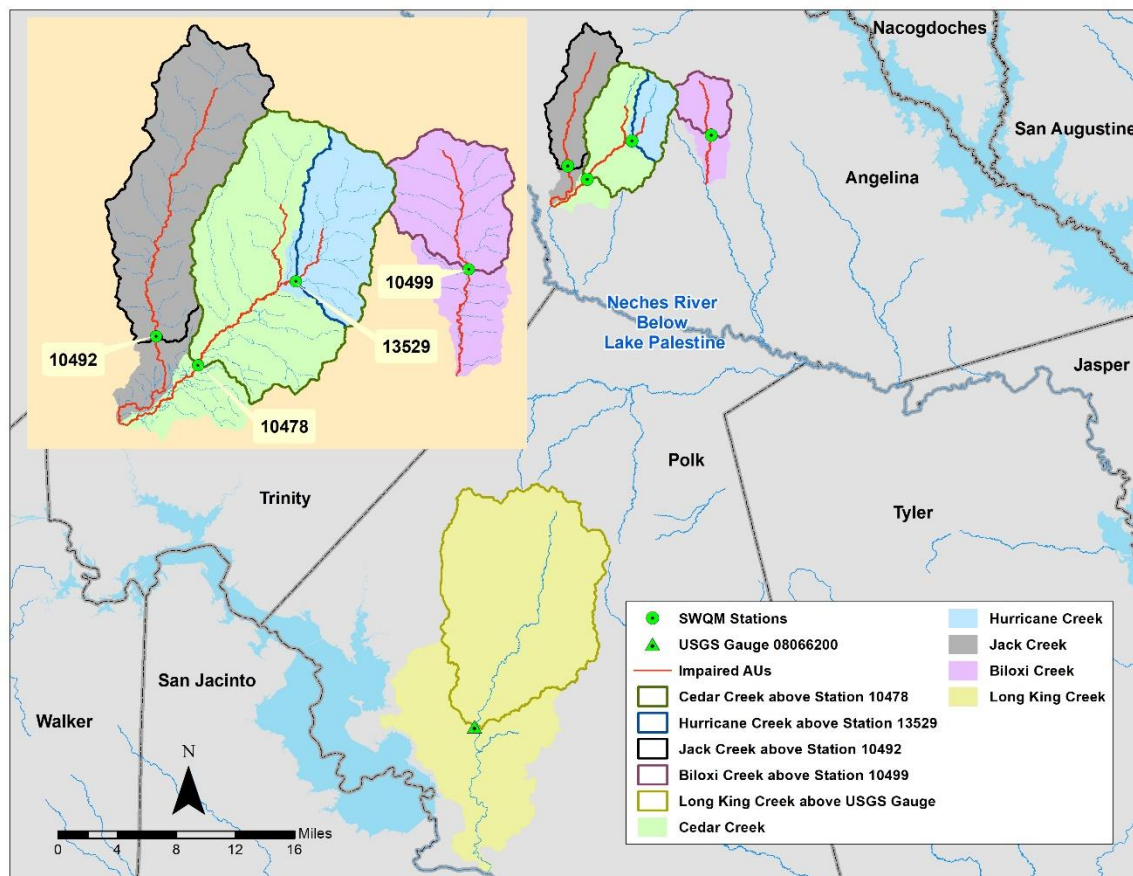 Nacogdoches
San Augustine
Angelina
10499
13529
10492
10478
Neches River
Below
Lake Palestine
Jasper
Polk
Trinity
Tyler
San Jacinto
Walker
N
Miles
0 4 8 12 16
SWQM Stations
USGS Gauge 08066200
Impaired AUs
Cedar Creek above Station 10478
Hurricane Creek above Station 13529
Jack Creek above Station 10492
Biloxi Creek above Station 10499
Long King Creek above USGS Gauge
Cedar Creek
Hurricane Creek
Jack Creek
Biloxi Creek
Long King Creek